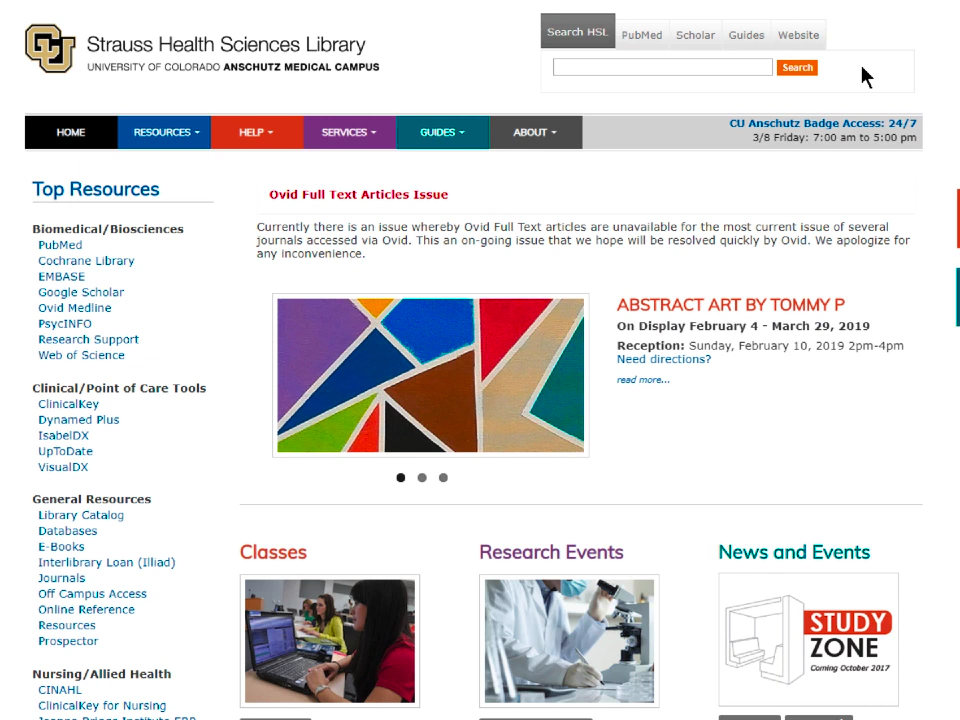 Strauss Health Sciences Library
UNIVERSITY OF COLORADO ANSCHUTZ MEDICAL CAMPUS
Search HSL PubMed Scholar Guides Website
Search
HOME RESOURCES HELP SERVICES GUIDES ABOUT
CU Anschutz Badge Access: 24/7
3/8 Friday: 7:00 am to 5:00 pm
Top Resources
Biomedical/Biosciences
PubMed
Cochrane Library
EMBASE
Google Scholar
Ovid Medline
PsycINFO
Research Support
Web of Science
Clinical/Point of Care Tools
ClinicalKey
Dynamed Plus
IsabelDX
UpToDate
VisualDX
General Resources
Library Catalog
Databases
E-Books
Interlibrary Loan (Illiad)
Journals
Off Campus Access
Online Reference
Resources
Prospector
Nursing/Allied Health
CINAHL
ClinicalKey for Nursing
Ovid Full Text Articles Issue
Currently there is an issue whereby Ovid Full Text articles are unavailable for the most current issue of several
journals accessed via Ovid. This an on-going issue that we hope will be resolved quickly by Ovid. We apologize for
any inconvenience.
ABSTRACT ART BY TOMMY P
On Display February 4 - March 29, 2019
Reception: Sunday, February 10, 2019 2pm-4pm
Need directions?
read more...
Classes
Research Events
News and Events
STUDY
ZONE
Coming October 2017